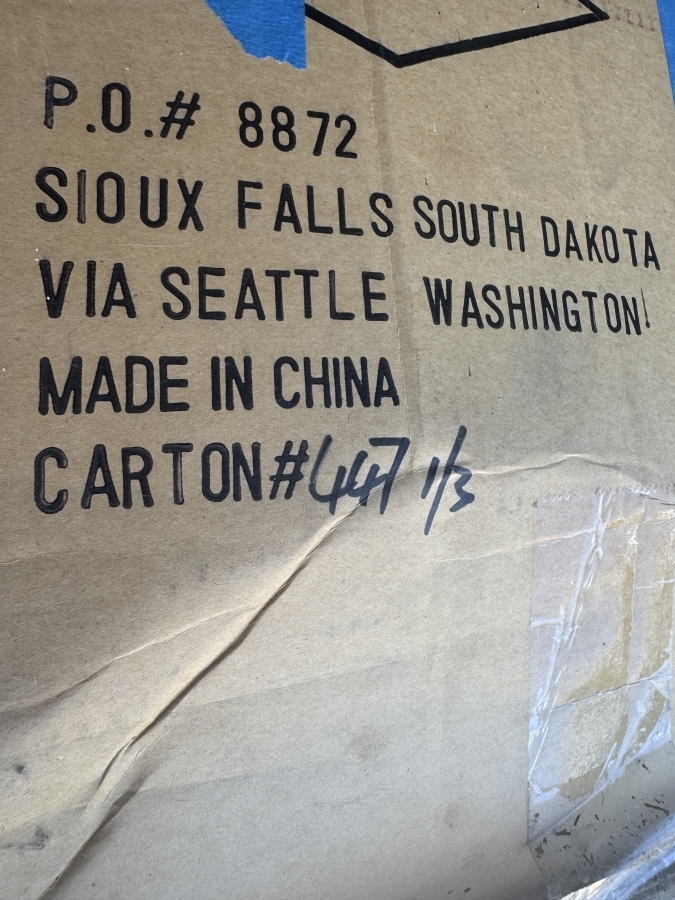 P.O.# 8872
SIOUX FALLS SOUTH DAKOTA
VIA SEATTLE WASHINGTON!
MADE IN CHINA
CARTON#447 1/3